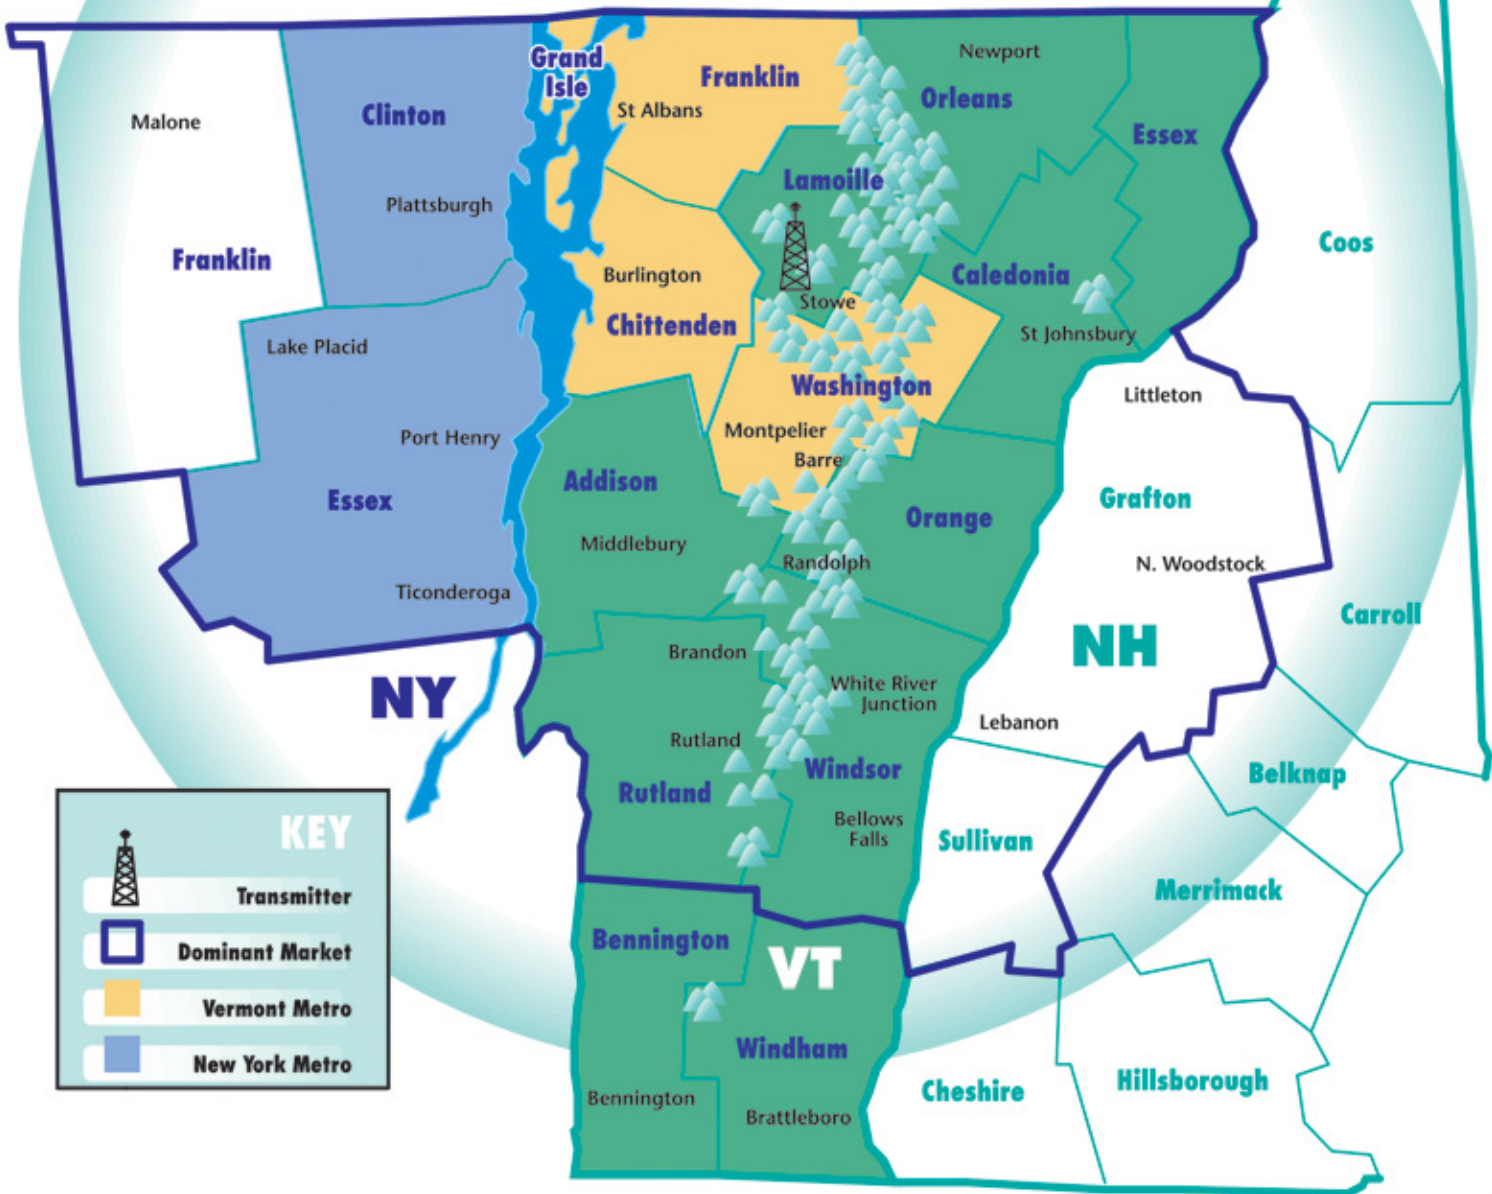 Grand
Isle
Franklin
Newport
Orleans
St Albans
Clinton
Malone
Essex
Lamoille
Plattsburgh
Coos
Franklin
Burlington
Caledonia
Stowe
Chittenden
St Johnsbury
Lake Placid
Washington
Littleton
Montpelier
Port Henry
Barre
Addison
Essex
Grafton
Orange
Middlebury
Randolph
N. Woodstock
Ticonderoga
Carroll
NH
Brandon
White River
Junction
NY
Lebanon
Rutland
Windsor
Belknap
Rutland
Bellows
Falls
Sullivan
Merrimack
Bennington
VT
Windham
Hillsborough
Cheshire
Bennington
Brattleboro
KEY
Transmitter
Dominant Market
Vermont Metro
New York Metro